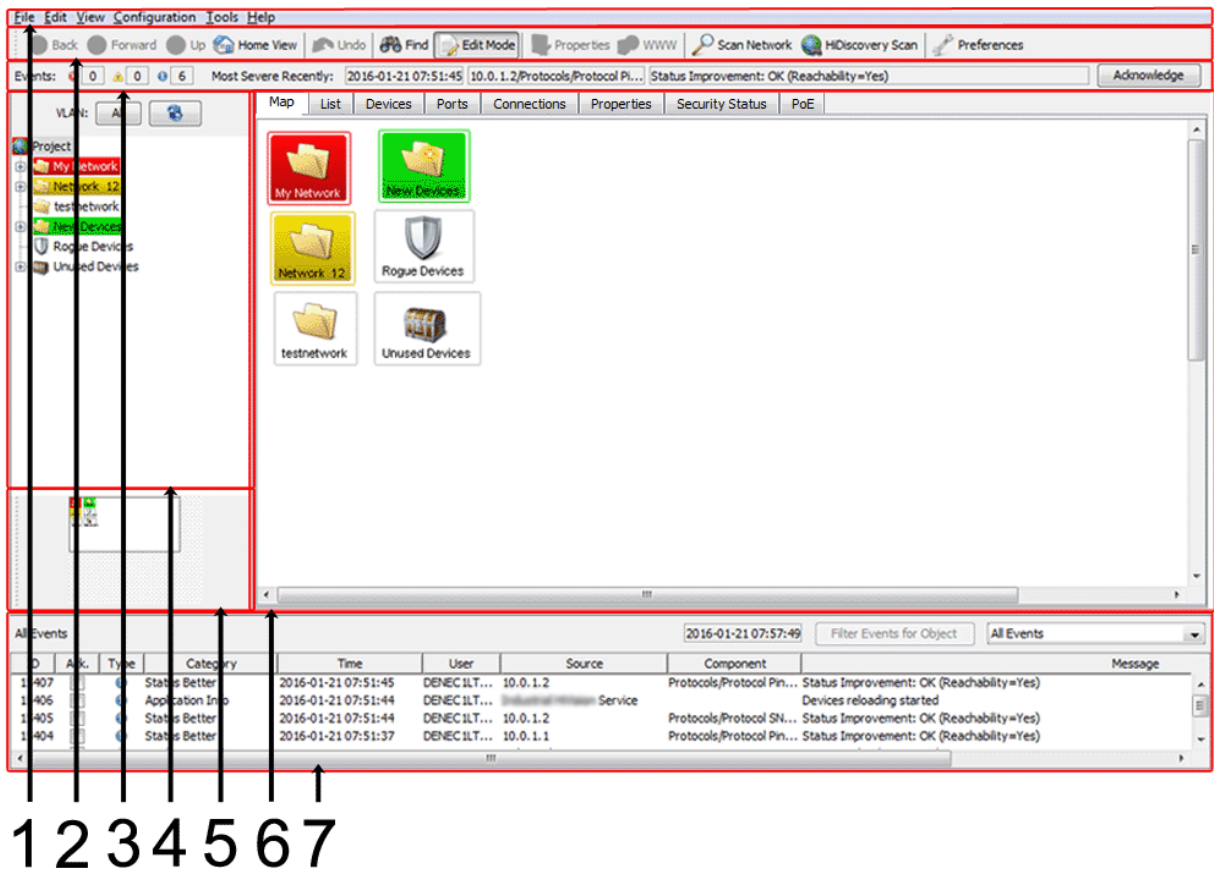 File Edit View Configuration Tools Help
Back Forward Up Home View Undo Find Edit Mode Properties WWW Scan Network HiDiscovery Scan Preferences
Events: 0 0 6 Most Severe Recently: 2016-01-21 07:51:45 10.0.1.2/Protocols/Protocol Pi... Status Improvement: OK (Reachability=Yes) Acknowledge
VLAN: All
Map List Devices Ports Connections Properties Security Status PoE
Project
My Network
Network 12
testnetwork
New Devices
Rogue Devices
Unused Devices
My Network New Devices
Network 12 Rogue Devices
testnetwork Unused Devices
All Events 2016-01-21 07:57:49 Filter Events for Object All Events
ID Ack. Type Category Time User Source Component Message
Status Better 2016-01-21 07:51:45 DENEC1LT... 10.0.1.2 Protocols/Protocol Pin... Status Improvement: OK (Reachability=Yes)
Application Info 2016-01-21 07:51:44 DENEC1LT... Service Devices reloading started
Status Better 2016-01-21 07:51:44 DENEC1LT... 10.0.1.2 Protocols/Protocol SN... Status Improvement: OK (Reachability=Yes)
Status Better 2016-01-21 07:51:37 DENEC1LT... 10.0.1.1 Protocols/Protocol Pin... Status Improvement: OK (Reachability=Yes)
1 2 3 4 5 6 7